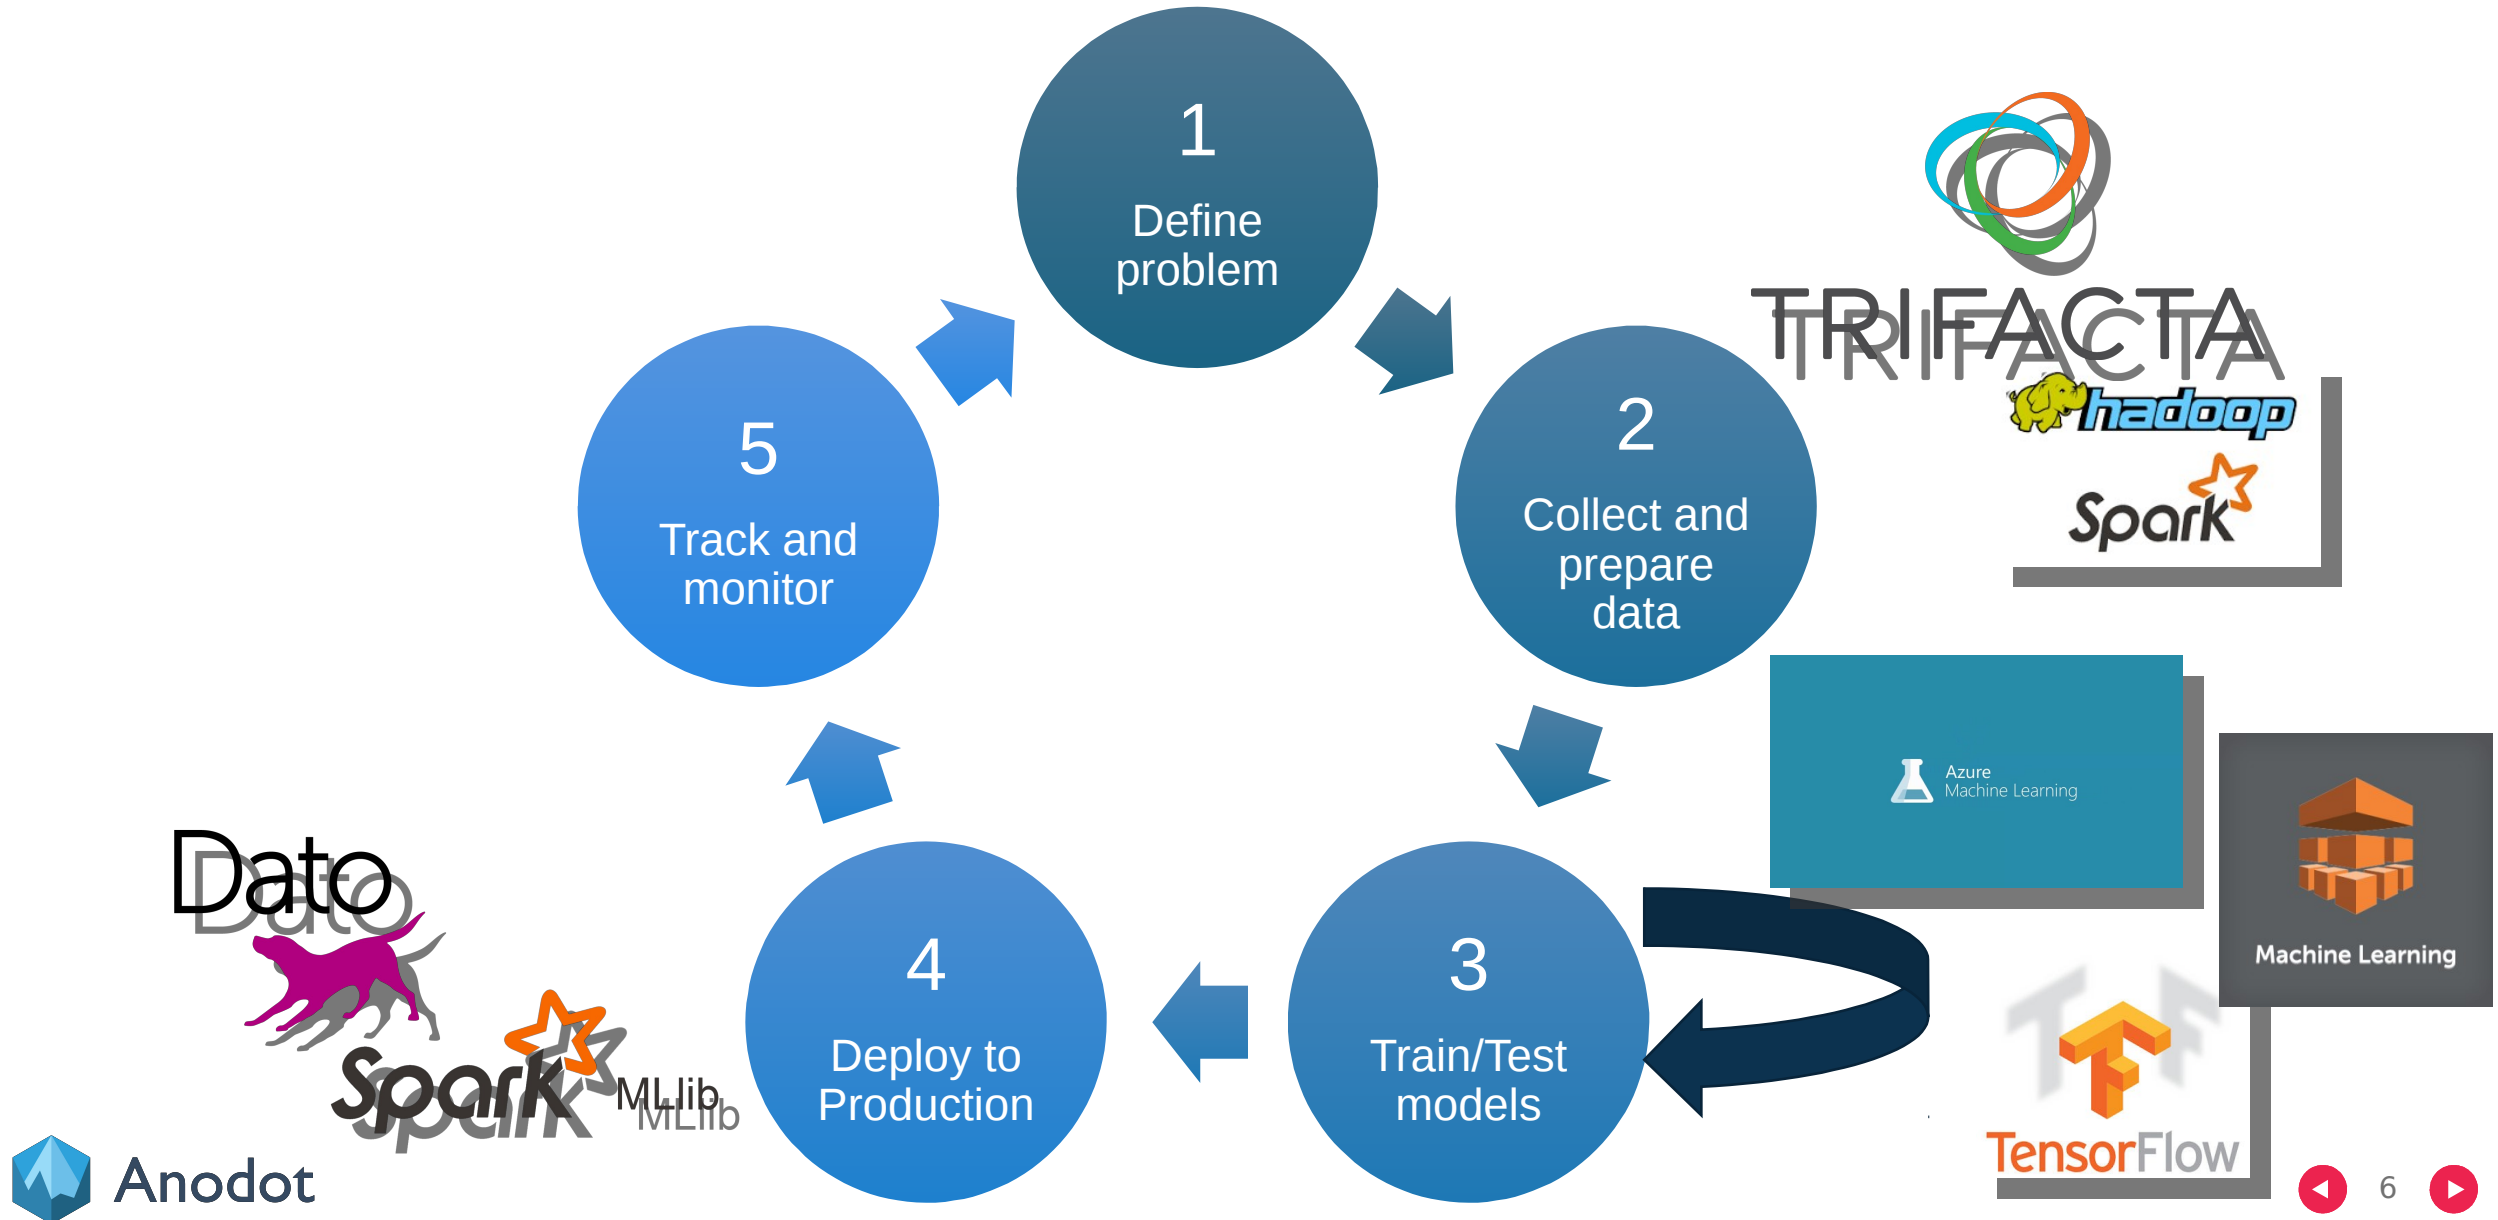 1
Define
problem
TRIFACTA
hadoop
Spark
2
Collect and
prepare
data
5
Track and
monitor
Azure
Machine Learning
Machine Learning
TensorFlow
3
Train/Test
models
4
Deploy to
Production
Dato
Spark MLlib
Anodot
6